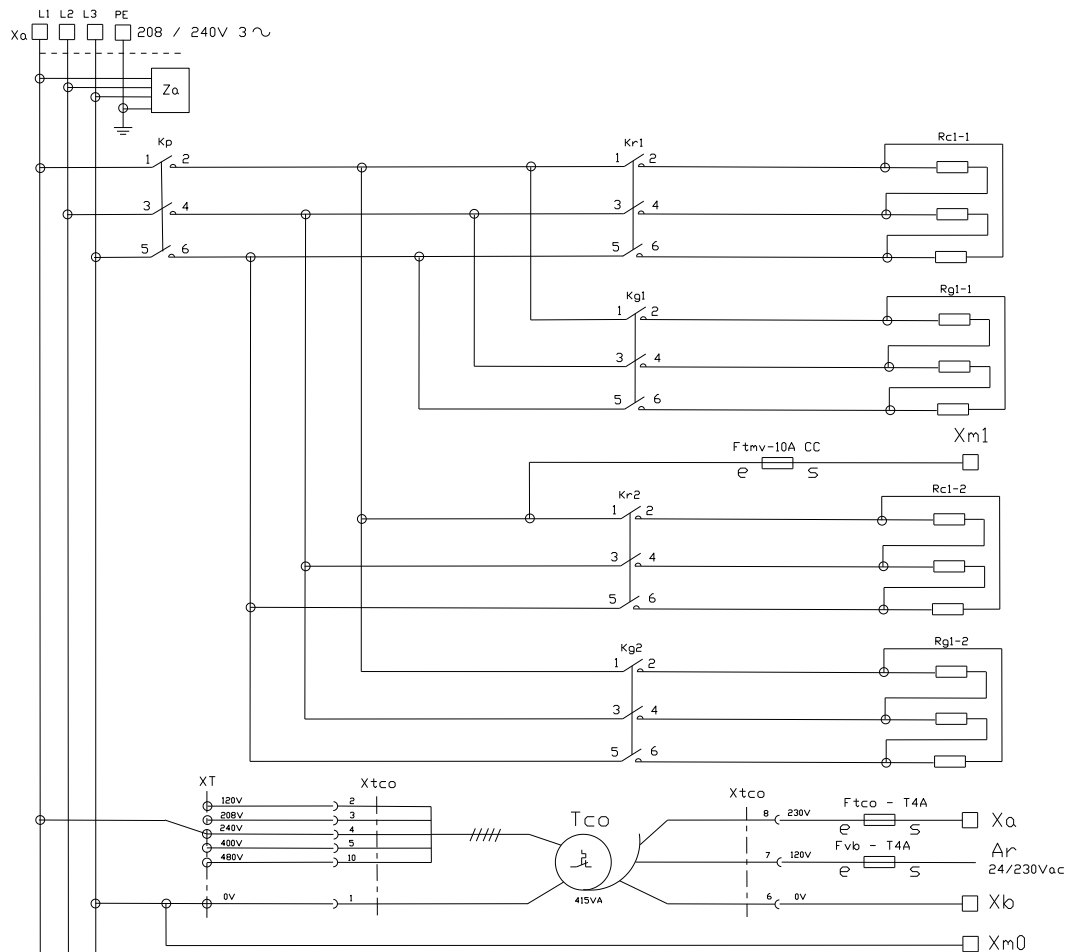 L1 L2 L3 PE
Xa 208 / 240V 3 ~
Za
Kp Kr1 Rc1-1
1 2 1 2
3 4 3 4
5 6 5 6
Kg1 Rg1-1
1 2
3 4
5 6
Xm1
Ftmv-10A CC
e s
Kr2 Rc1-2
1 2
3 4
5 6
Kg2 Rg1-2
1 2
3 4
5 6
XT Xtco Xtco
120V 2
208V 3
240V 4
400V 5
480V 10
0V 1
Tco
415VA
Ftco - T4A
8 230V e s Xa
Fvb - T4A
7 120V e s Ar
24/230Vac
6 0V Xb
Xm0